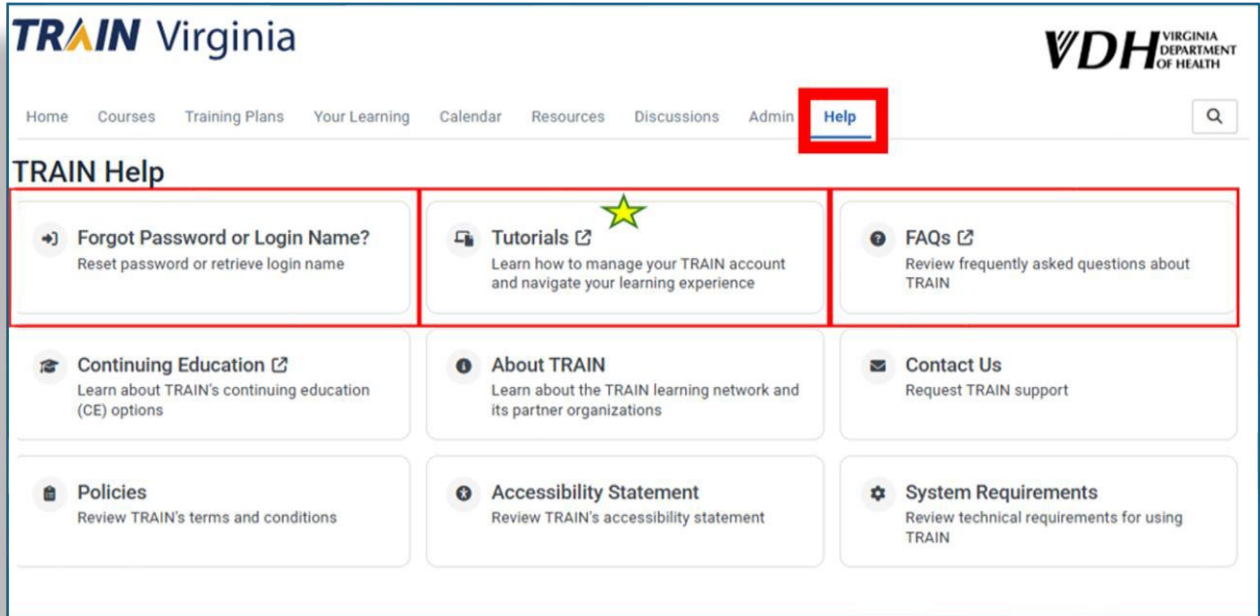 TRAIN Virginia
VDH VIRGINIA
DEPARTMENT
OF HEALTH
Home Courses Training Plans Your Learning Calendar Resources Discussions Admin Help
TRAIN Help
Forgot Password or Login Name?
Reset password or retrieve login name
Tutorials
Learn how to manage your TRAIN account
and navigate your learning experience
FAQs
Review frequently asked questions about
TRAIN
Continuing Education
Learn about TRAIN's continuing education
(CE) options
About TRAIN
Learn about the TRAIN learning network and
its partner organizations
Contact Us
Request TRAIN support
Policies
Review TRAIN's terms and conditions
Accessibility Statement
Review TRAIN's accessibility statement
System Requirements
Review technical requirements for using
TRAIN